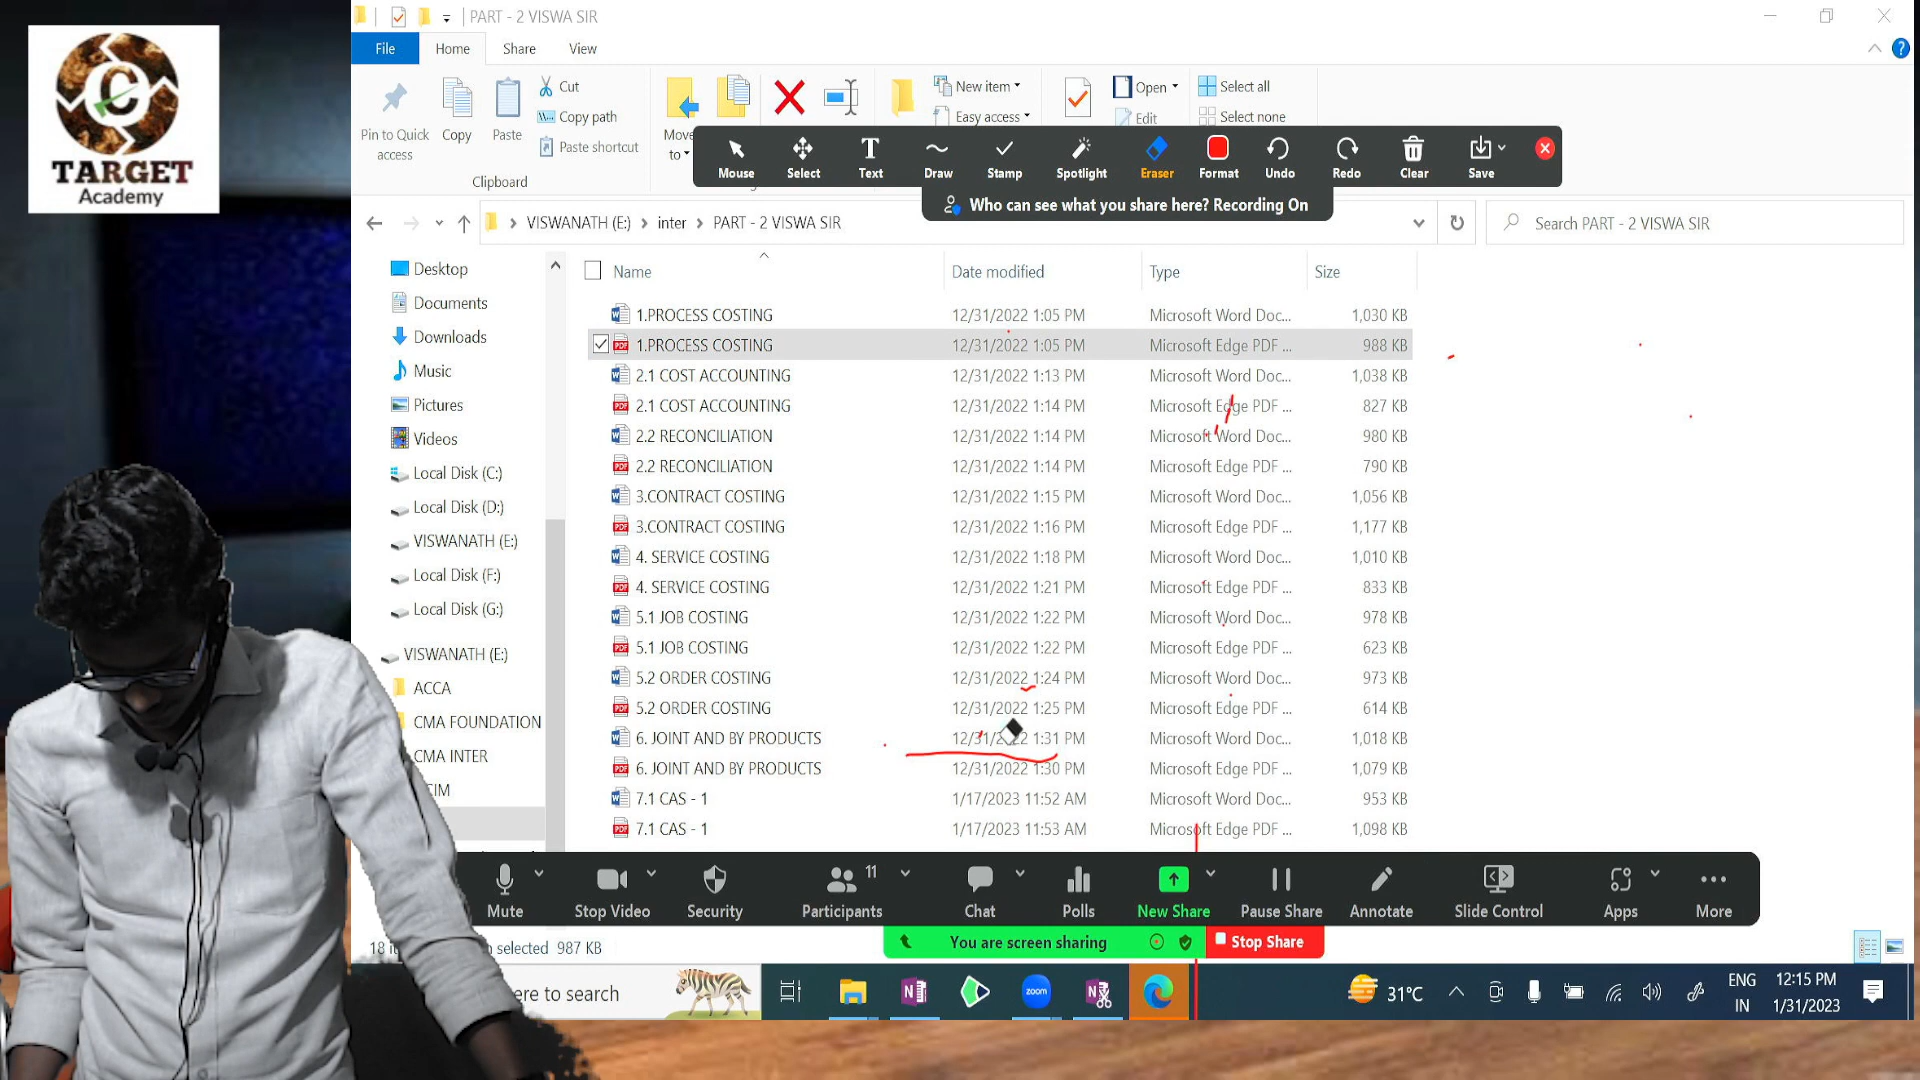 TARGET
Academy
PART - 2 VISWA SIR
File
Home
Share
View
Pin to Quick
access
Copy
Paste
Cut
Copy path
Paste shortcut
Move
to
New item
Easy access
Open
Edit
Select all
Select none
Clipboard
Mouse
Select
Text
Draw
Stamp
Spotlight
Eraser
Format
Undo
Redo
Clear
Save
Who can see what you share here? Recording On
VISWANATH (E:) > inter > PART - 2 VISWA SIR
Search PART - 2 VISWA SIR
Desktop
Documents
Downloads
Music
Pictures
Videos
Local Disk (C:)
Local Disk (D:)
VISWANATH (E:)
Local Disk (F:)
Local Disk (G:)
VISWANATH (E:)
ACCA
CMA FOUNDATION
CMA INTER
Name Date modified Type Size
1.PROCESS COSTING 12/31/2022 1:05 PM Microsoft Word Doc... 1,030 KB
1.PROCESS COSTING 12/31/2022 1:05 PM Microsoft Edge PDF ... 988 KB
2.1 COST ACCOUNTING 12/31/2022 1:13 PM Microsoft Word Doc... 1,038 KB
2.1 COST ACCOUNTING 12/31/2022 1:14 PM Microsoft Edge PDF ... 827 KB
2.2 RECONCILIATION 12/31/2022 1:14 PM Microsoft Word Doc... 980 KB
2.2 RECONCILIATION 12/31/2022 1:14 PM Microsoft Edge PDF ... 790 KB
3.CONTRACT COSTING 12/31/2022 1:15 PM Microsoft Word Doc... 1,056 KB
3.CONTRACT COSTING 12/31/2022 1:16 PM Microsoft Edge PDF ... 1,177 KB
4. SERVICE COSTING 12/31/2022 1:18 PM Microsoft Word Doc... 1,010 KB
4. SERVICE COSTING 12/31/2022 1:21 PM Microsoft Edge PDF ... 833 KB
5.1 JOB COSTING 12/31/2022 1:22 PM Microsoft Word Doc... 978 KB
5.1 JOB COSTING 12/31/2022 1:22 PM Microsoft Edge PDF ... 623 KB
5.2 ORDER COSTING 12/31/2022 1:24 PM Microsoft Word Doc... 973 KB
5.2 ORDER COSTING 12/31/2022 1:25 PM Microsoft Edge PDF ... 614 KB
6. JOINT AND BY PRODUCTS 12/31/2022 1:31 PM Microsoft Word Doc... 1,018 KB
6. JOINT AND BY PRODUCTS 12/31/2022 1:30 PM Microsoft Edge PDF ... 1,079 KB
7.1 CAS - 1 1/17/2023 11:52 AM Microsoft Word Doc... 953 KB
7.1 CAS - 1 1/17/2023 11:53 AM Microsoft Edge PDF ... 1,098 KB
Mute
Stop Video
Security
Participants 11
Chat
Polls
New Share
Pause Share
Annotate
Slide Control
Apps
More
You are screen sharing
Stop Share
18 selected 987 KB
to search
zoom
31°C
ENG
IN
12:15 PM
1/31/2023